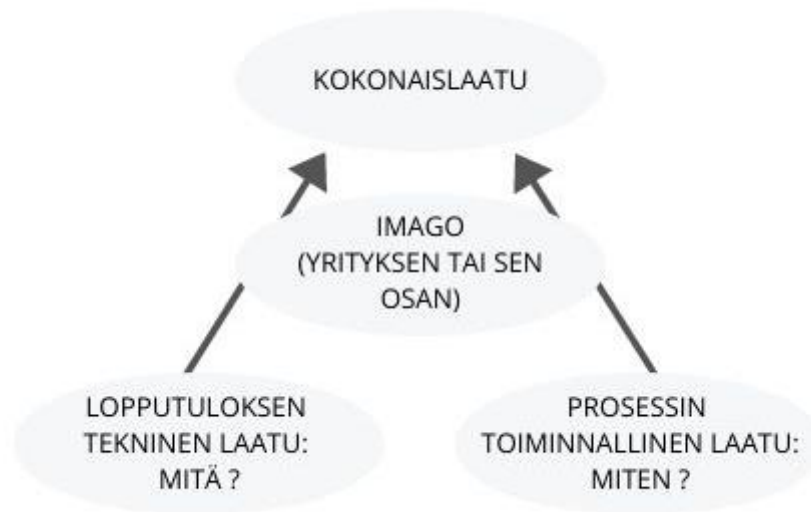 KOKONAISLAATU
IMAGO
(YRITYKSEN TAI SEN
OSAN)
LOPPUTULOKSEN
TEKNINEN LAATU:
MITÄ ?
PROSESSIN
TOIMINNALLINEN LAATU:
MITEN ?